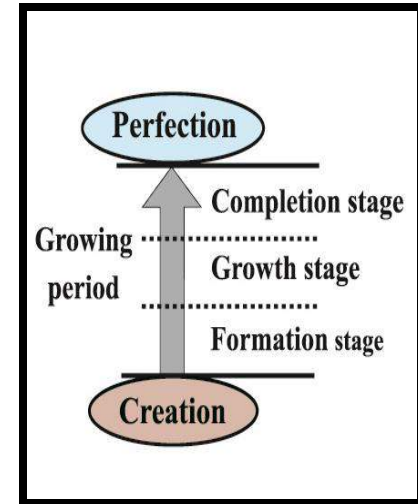 Perfection
Completion stage
Growing
period
Growth stage
Formation stage
Creation